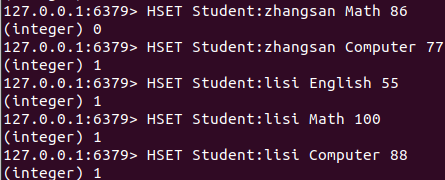 127.0.0.1:6379> HSET Student:zhangsan Math 86
(integer) 0
127.0.0.1:6379> HSET Student:zhangsan Computer 77
(integer) 1
127.0.0.1:6379> HSET Student:lisi English 55
(integer) 1
127.0.0.1:6379> HSET Student:lisi Math 100
(integer) 1
127.0.0.1:6379> HSET Student:lisi Computer 88
(integer) 1